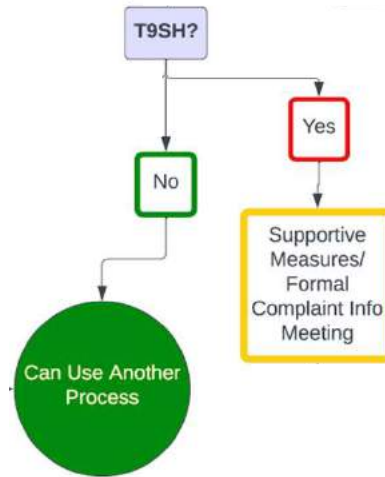 T9SH?
Yes
No
Supportive
Measures/
Formal
Complaint Info
Meeting
Can Use Another
Process